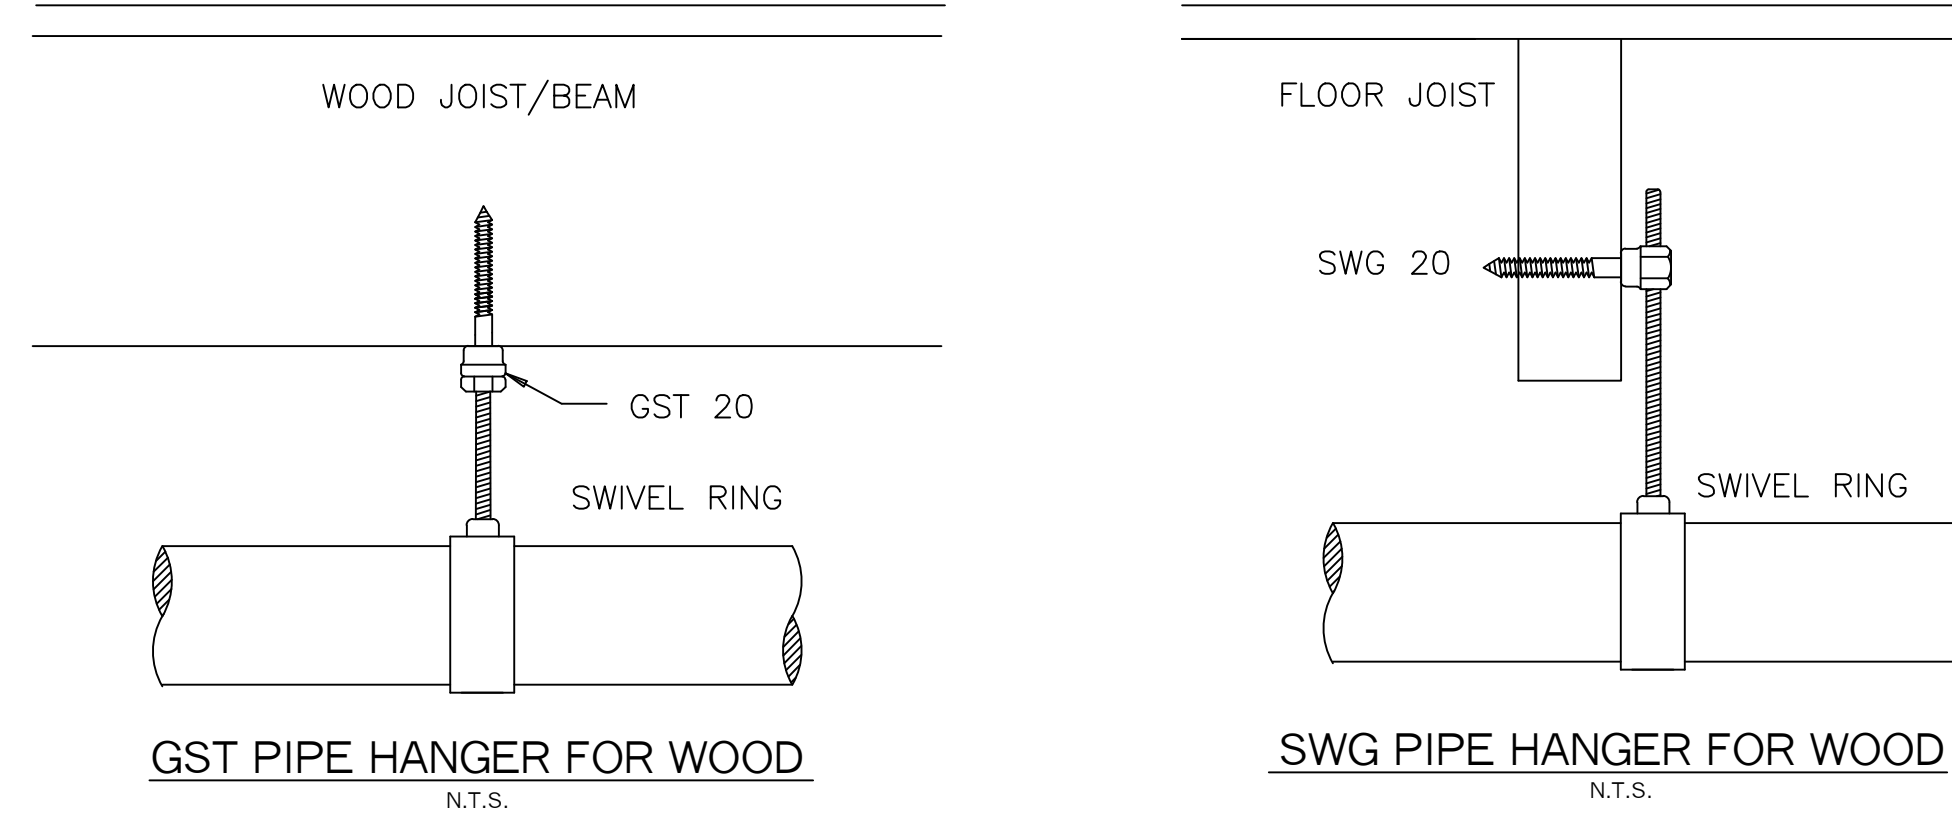 WOOD JOIST/BEAM
GST 20
SWIVEL RING
GST PIPE HANGER FOR WOOD
N.T.S.
FLOOR JOIST
SWG 20
SWIVEL RING
SWG PIPE HANGER FOR WOOD
N.T.S.